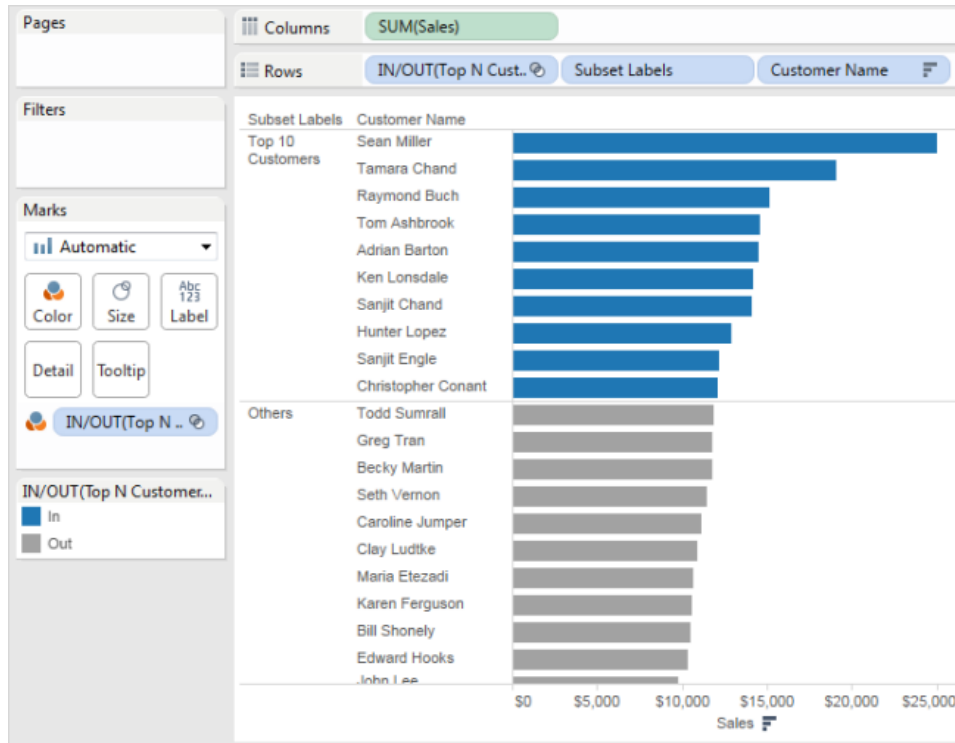 Pages
Columns
SUM(Sales)
Rows
IN/OUT(Top N Cust..
Subset Labels
Customer Name
Filters
Marks
Automatic
Color
Size
Abc
123
Label
Detail
Tooltip
IN/OUT(Top N ..
IN/OUT(Top N Customer...
In
Out
Subset Labels Customer Name
Top 10
Customers
Sean Miller
Tamara Chand
Raymond Buch
Tom Ashbrook
Adrian Barton
Ken Lonsdale
Sanjit Chand
Hunter Lopez
Sanjit Engle
Christopher Conant
Others
Todd Sumrall
Greg Tran
Becky Martin
Seth Vernon
Caroline Jumper
Clay Ludtke
Maria Etezadi
Karen Ferguson
Bill Shonely
Edward Hooks
John Lee
$0 $5,000 $10,000 $15,000 $20,000 $25,000
Sales